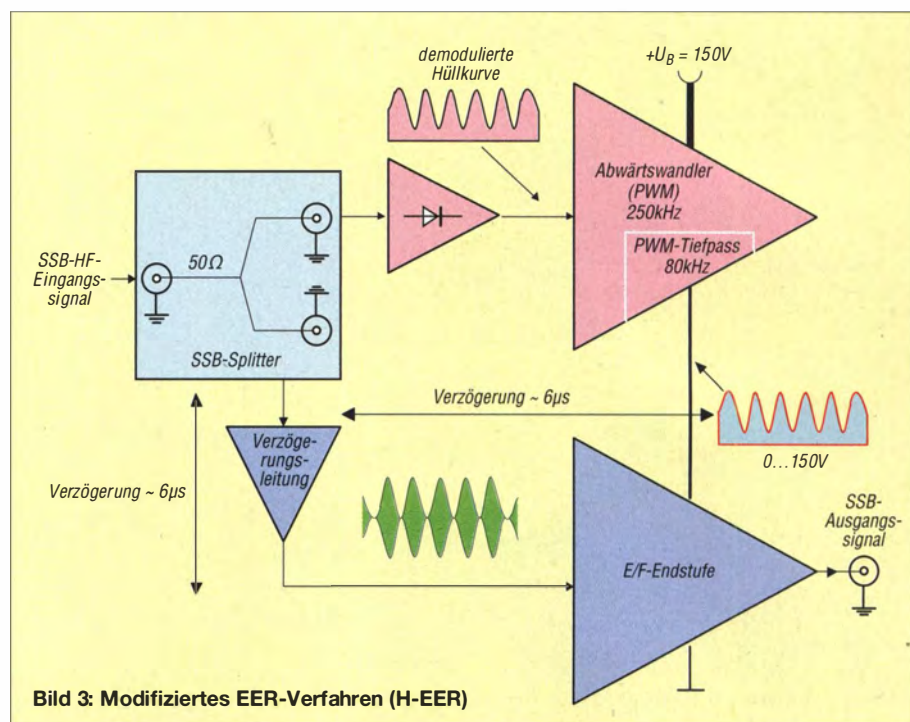 demodulierte
Hüllkurve
+UB = 150V
Abwärtswandler
(PWM)
250kHz
PWM-Tiefpass
80kHz
SSB-HF-
Eingangs-
signal
50Ω
SSB-Splitter
Verzögerung ~ 6µs
0…150V
Verzöge-
rungs-
leitung
Verzögerung ~ 6µs
SSB-
Ausgangs-
signal
E/F-Endstufe
Bild 3: Modifiziertes EER-Verfahren (H-EER)